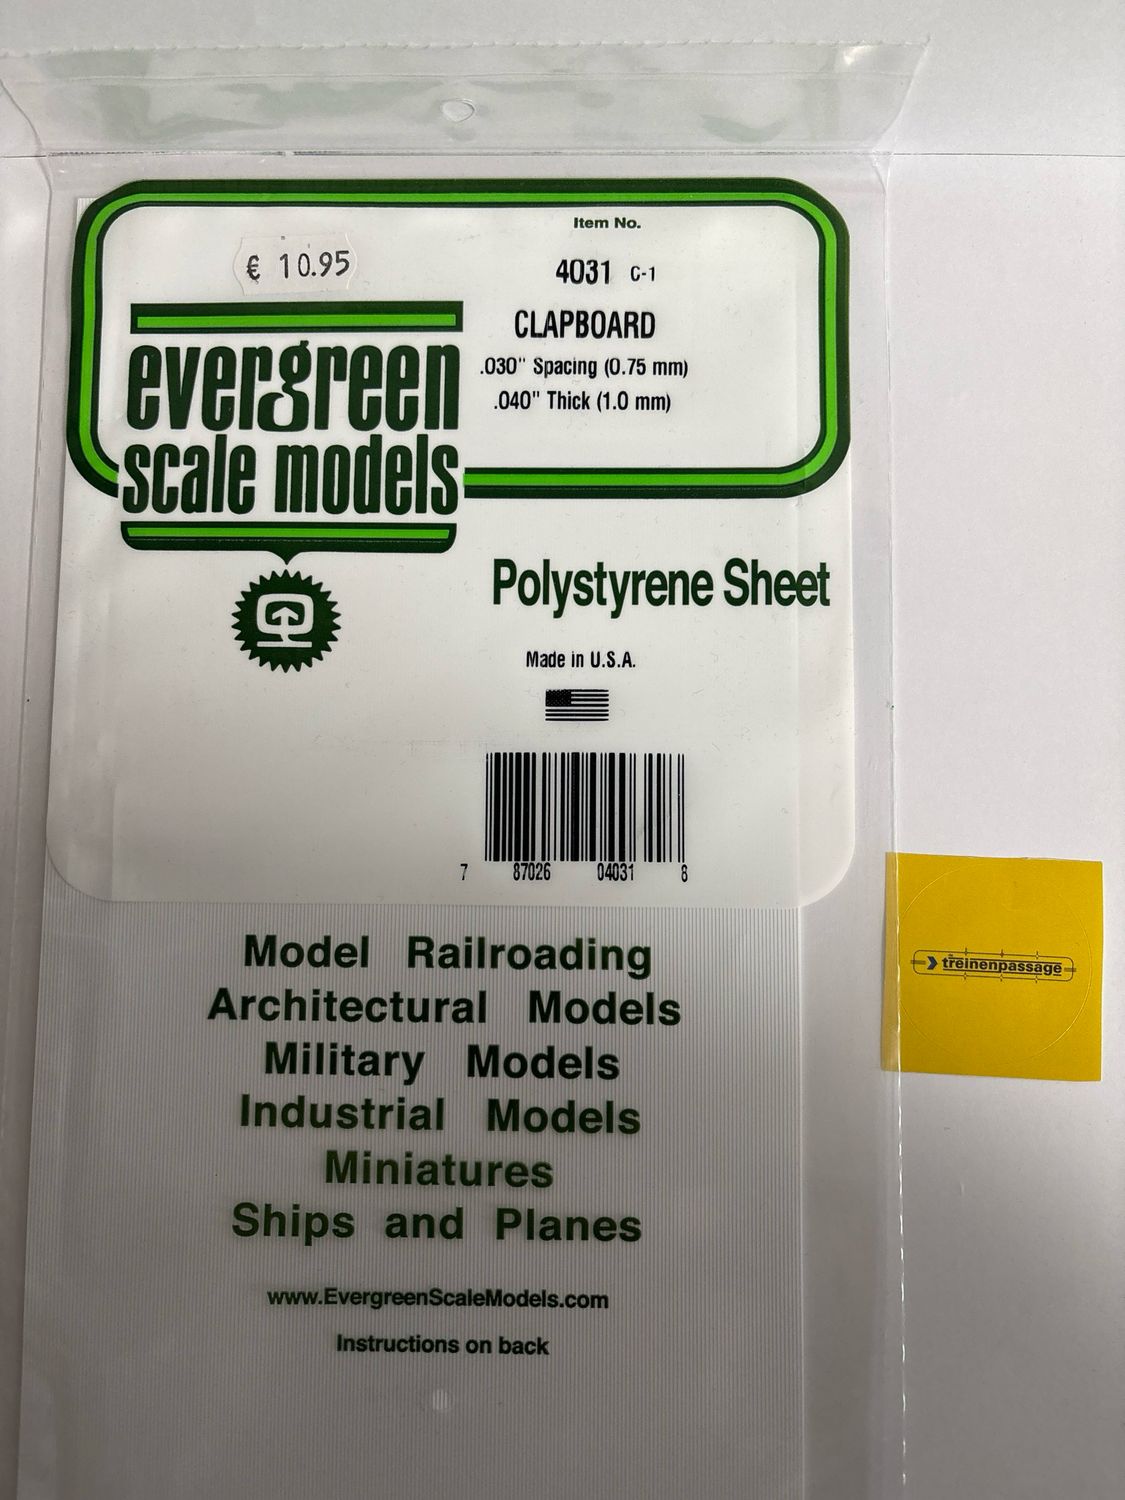 Item No.
€ 10.95
4031 C-1
CLAPBOARD
.030" Spacing (0.75 mm)
.040" Thick (1.0 mm)
evergreen
scale models
Polystyrene Sheet
Made in U.S.A.
7 87026 04031 8
Model Railroading
Architectural Models
Military Models
Industrial Models
Miniatures
Ships and Planes
www.EvergreenScaleModels.com
Instructions on back
treinenpassage